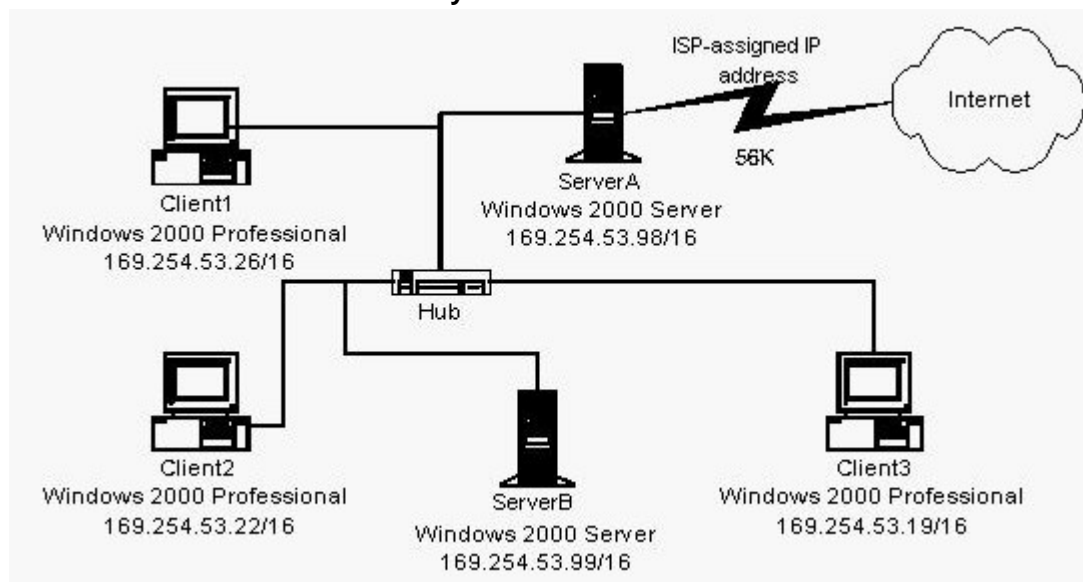 ISP-assigned IP
address
Internet
56K
Client1
Windows 2000 Professional
169.254.53.26/16
ServerA
Windows 2000 Server
169.254.53.98/16
Hub
Client2
Windows 2000 Professional
169.254.53.22/16
ServerB
Windows 2000 Server
169.254.53.99/16
Client3
Windows 2000 Professional
169.254.53.19/16